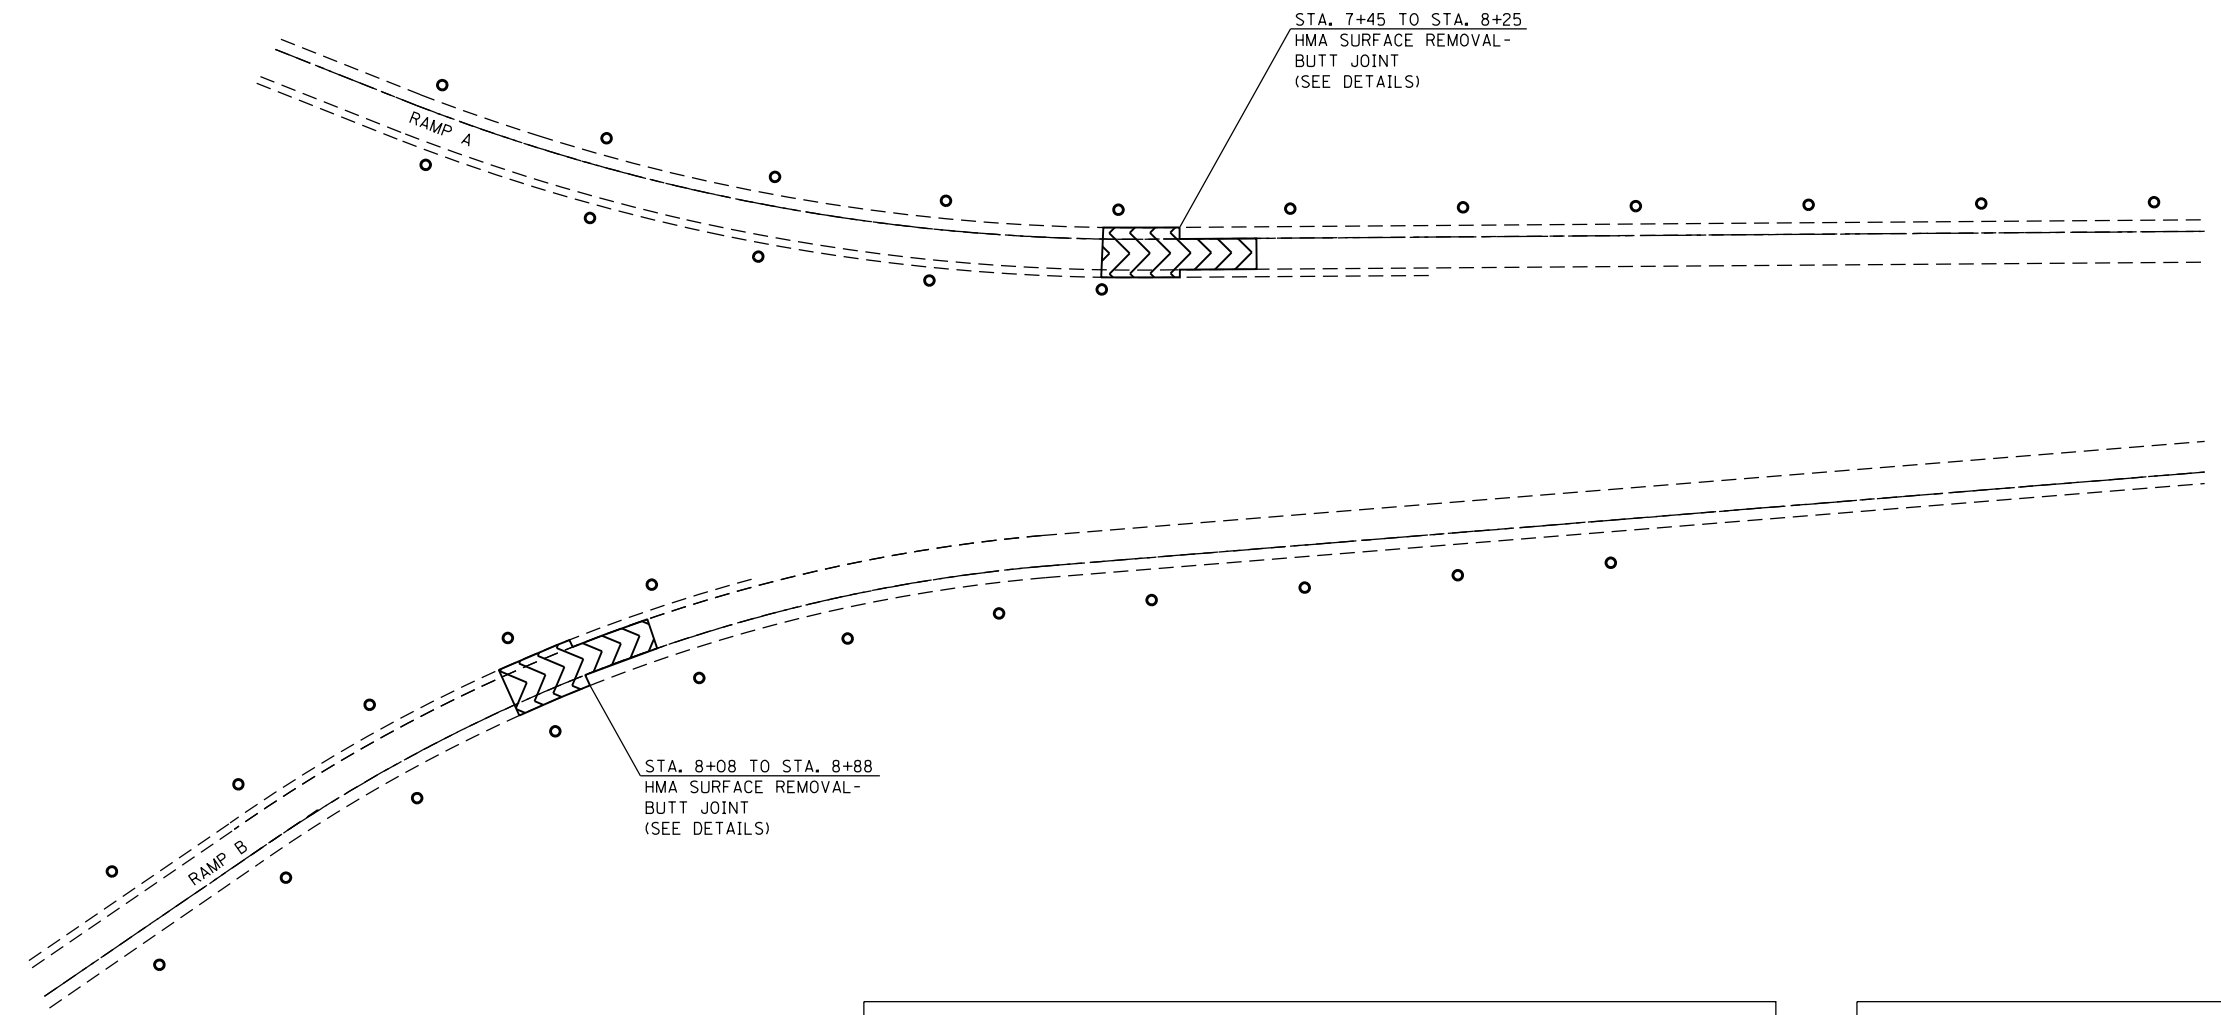 STA. 7+45 TO STA. 8+25
HMA SURFACE REMOVAL-
BUTT JOINT
(SEE DETAILS)
RAMP A
STA. 8+08 TO STA. 8+88
HMA SURFACE REMOVAL-
BUTT JOINT
(SEE DETAILS)
RAMP B